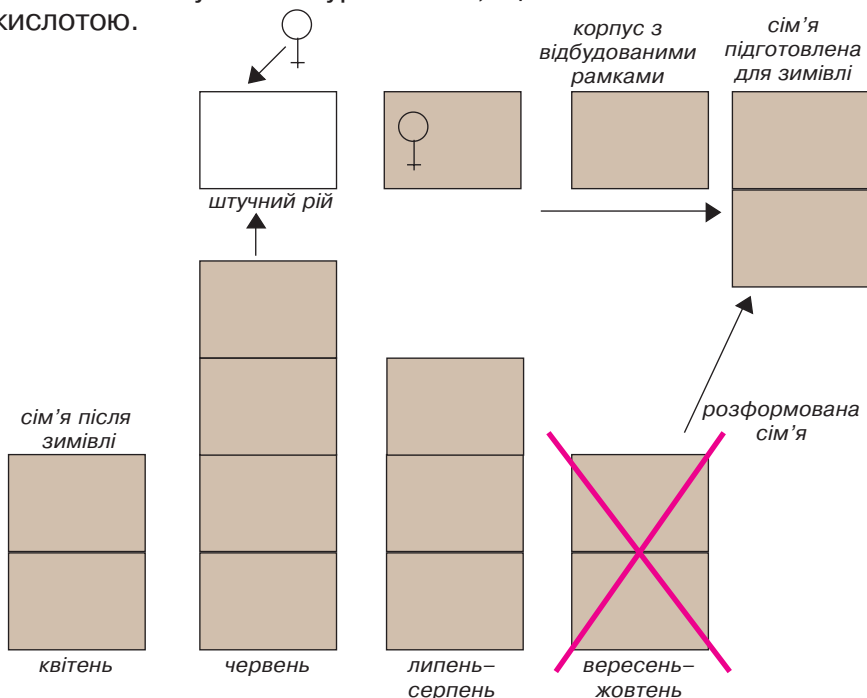 кислотою.
корпус з
відбудованими
рамками
сім’я
підготовлена
для зимівлі
штучний рій
сім’я після
зимівлі
розформована
сім’я
квітень
червень
липень–
серпень
вересень–
жовтень